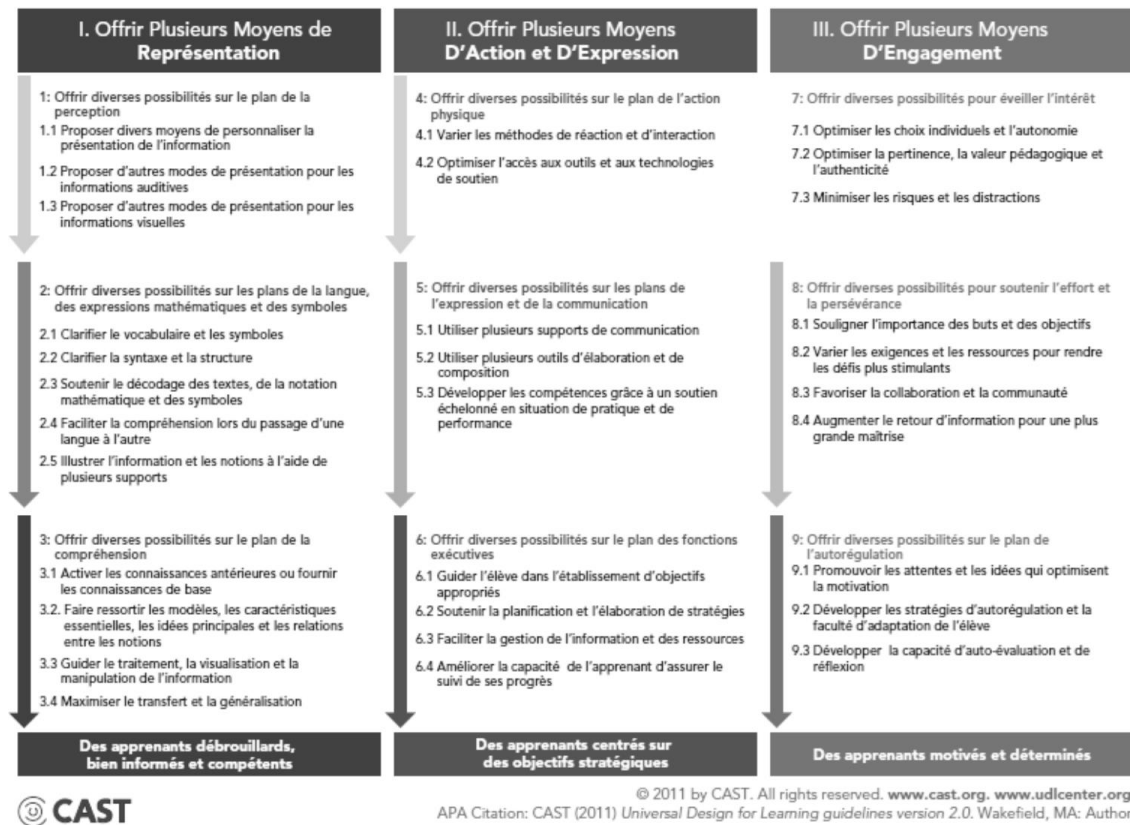 I. Offrir Plusieurs Moyens de
Représentation
1: Offrir diverses possibilités sur le plan de la
perception
1.1 Proposer divers moyens de personnaliser la
présentation de l'information
1.2 Proposer d'autres modes de présentation pour les
informations auditives
1.3 Proposer d'autres modes de présentation pour les
informations visuelles
2: Offrir diverses possibilités sur les plans de la langue,
des expressions mathématiques et des symboles
2.1 Clarifier le vocabulaire et les symboles
2.2 Clarifier la syntaxe et la structure
2.3 Soutenir le décodage des textes, de la notation
mathématique et des symboles
2.4 Faciliter la compréhension lors du passage d'une
langue à l'autre
2.5 Illustrer l'information et les notions à l'aide de
plusieurs supports
3: Offrir diverses possibilités sur le plan de la
compréhension
3.1 Activer les connaissances antérieures ou fournir
les connaissances de base
3.2. Faire ressortir les modèles, les caractéristiques
essentielles, les idées principales et les relations
entre les notions
3.3 Guider le traitement, la visualisation et la
manipulation de l'information
3.4 Maximiser le transfert et la généralisation
Des apprenants débrouillards,
bien informés et compétents
II. Offrir Plusieurs Moyens
D'Action et D'Expression
4: Offrir diverses possibilités sur le plan de l'action
physique
4.1 Varier les méthodes de réaction et d'interaction
4.2 Optimiser l'accès aux outils et aux technologies
de soutien
5: Offrir diverses possibilités sur les plans de
l'expression et de la communication
5.1 Utiliser plusieurs supports de communication
5.2 Utiliser plusieurs outils d'élaboration et de
composition
5.3 Développer les compétences grâce à un soutien
échelonné en situation de pratique et de
performance
6: Offrir diverses possibilités sur le plan des fonctions
exécutives
6.1 Guider l'élève dans l'établissement d'objectifs
appropriés
6.2 Soutenir la planification et l'élaboration de stratégies
6.3 Faciliter la gestion de l'information et des ressources
6.4 Améliorer la capacité de l'apprenant d'assurer le
suivi de ses progrès
Des apprenants centrés sur
des objectifs stratégiques
III. Offrir Plusieurs Moyens
D'Engagement
7: Offrir diverses possibilités pour éveiller l'intérêt
7.1 Optimiser les choix individuels et l'autonomie
7.2 Optimiser la pertinence, la valeur pédagogique et
l'authenticité
7.3 Minimiser les risques et les distractions
8: Offrir diverses possibilités pour soutenir l'effort et
la persévérance
8.1 Souligner l'importance des buts et des objectifs
8.2 Varier les exigences et les ressources pour rendre
les défis plus stimulants
8.3 Favoriser la collaboration et la communauté
8.4 Augmenter le retour d'information pour une plus
grande maîtrise
9: Offrir diverses possibilités sur le plan de
l'autorégulation
9.1 Promouvoir les attentes et les idées qui optimisent
la motivation
9.2 Développer les stratégies d'autorégulation et la
faculté d'adaptation de l'élève
9.3 Développer la capacité d'auto-évaluation et de
réflexion
Des apprenants motivés et déterminés
CAST
© 2011 by CAST. All rights reserved. www.cast.org. www.udlcenter.org
APA Citation: CAST (2011) Universal Design for Learning guidelines version 2.0. Wakefield, MA: Author